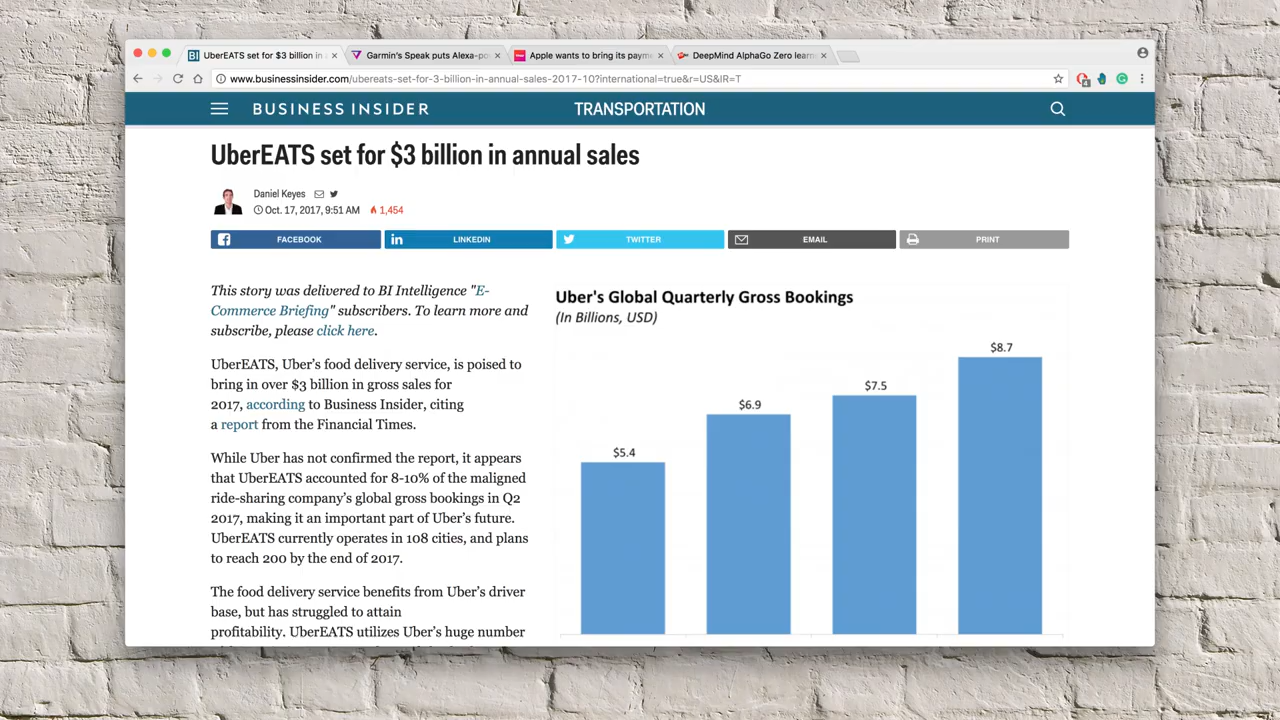 UberEATS set for $3 billion in
Garmin's Speak puts Alexa-po
Apple wants to bring its payme
DeepMind AlphaGo Zero learn
www.businessinsider.com/ubereats-set-for-3-billion-in-annual-sales-2017-10?international=true&r=US&IR=T
BUSINESS INSIDER
TRANSPORTATION
UberEATS set for $3 billion in annual sales
Daniel Keyes
Oct. 17, 2017, 9:51 AM 1,454
FACEBOOK
LINKEDIN
TWITTER
EMAIL
PRINT
This story was delivered to BI Intelligence "E-
Commerce Briefing" subscribers. To learn more and
subscribe, please click here.
UberEATS, Uber's food delivery service, is poised to
bring in over $3 billion in gross sales for
2017, according to Business Insider, citing
a report from the Financial Times.
While Uber has not confirmed the report, it appears
that UberEATS accounted for 8-10% of the maligned
ride-sharing company's global gross bookings in Q2
2017, making it an important part of Uber's future.
UberEATS currently operates in 108 cities, and plans
to reach 200 by the end of 2017.
The food delivery service benefits from Uber's driver
base, but has struggled to attain
profitability. UberEATS utilizes Uber's huge number
Uber's Global Quarterly Gross Bookings
(In Billions, USD)
$5.4
$6.9
$7.5
$8.7